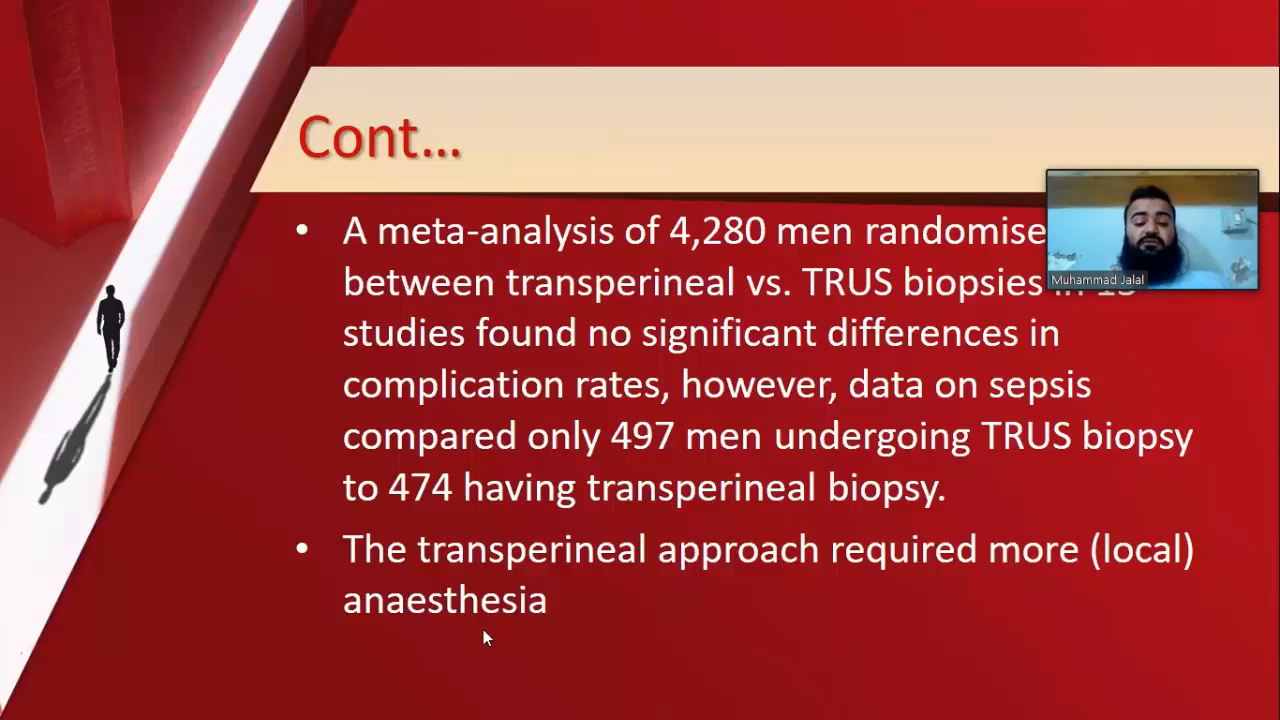 Cont...
• A meta-analysis of 4,280 men randomise
between transperineal vs. TRUS biopsies
studies found no significant differences in
complication rates, however, data on sepsis
compared only 497 men undergoing TRUS biopsy
to 474 having transperineal biopsy.
• The transperineal approach required more (local)
anaesthesia
Muhammad Jalal